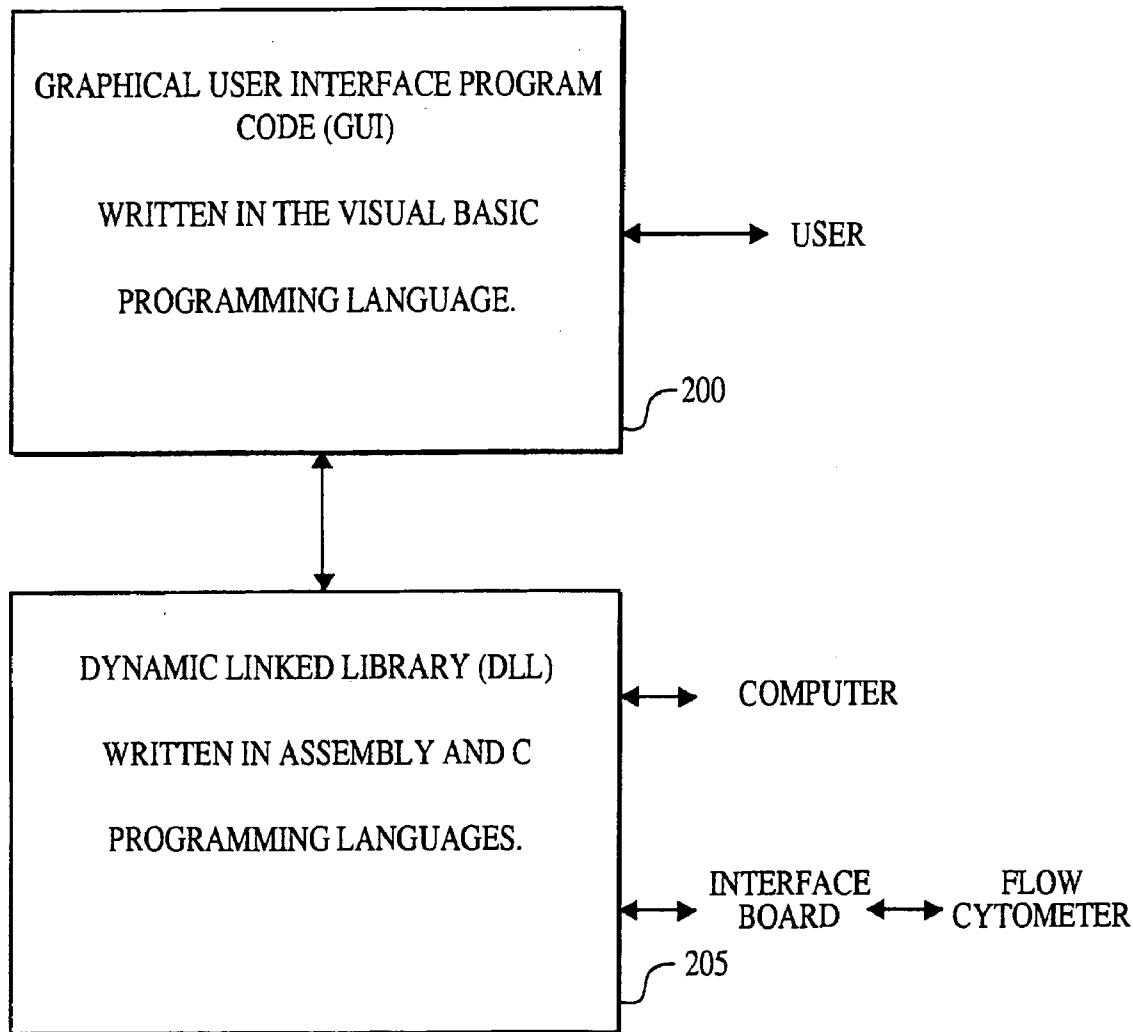 GRAPHICAL USER INTERFACE PROGRAM
CODE (GUI)
WRITTEN IN THE VISUAL BASIC
PROGRAMMING LANGUAGE.
USER
200
DYNAMIC LINKED LIBRARY (DLL)
WRITTEN IN ASSEMBLY AND C
PROGRAMMING LANGUAGES.
COMPUTER
INTERFACE
BOARD
FLOW
CYTOMETER
205